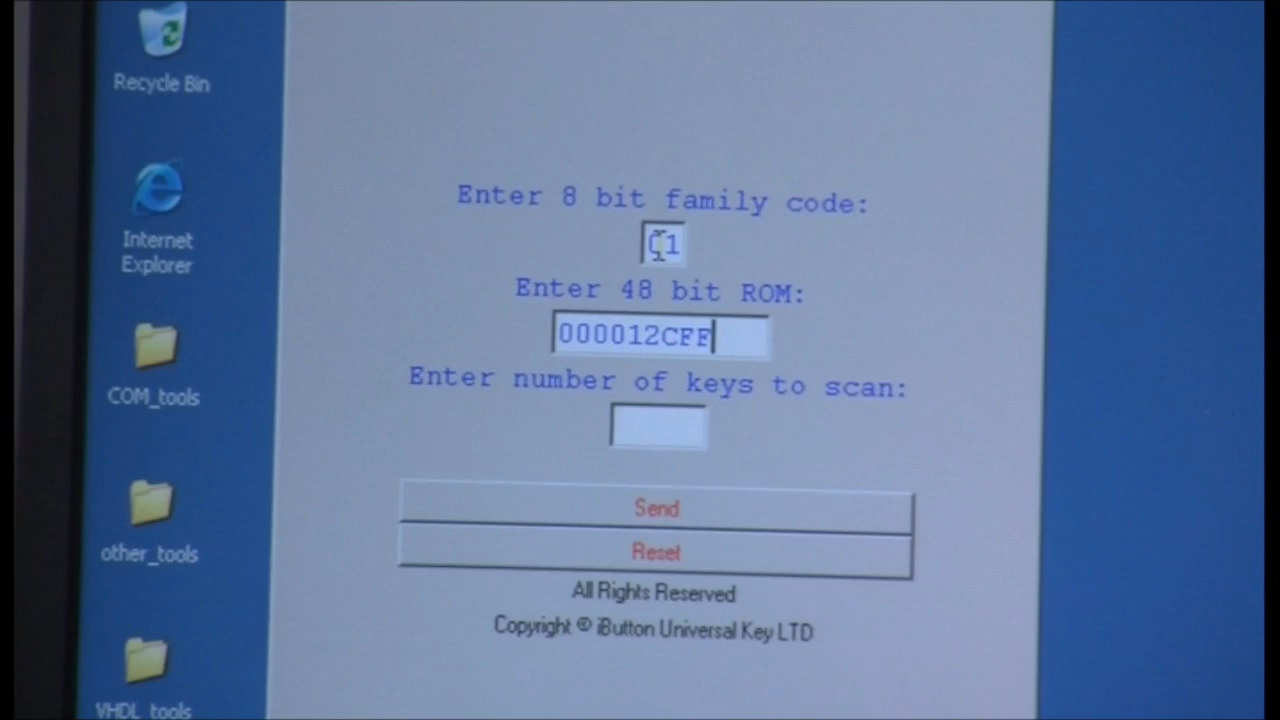 Recycle Bin
Internet
Explorer
COM_tools
other_tools
VHDL_tools
Enter 8 bit family code:
01
Enter 48 bit ROM:
000012CFF
Enter number of keys to scan:
Send
Reset
All Rights Reserved
Copyright © iButton Universal Key LTD